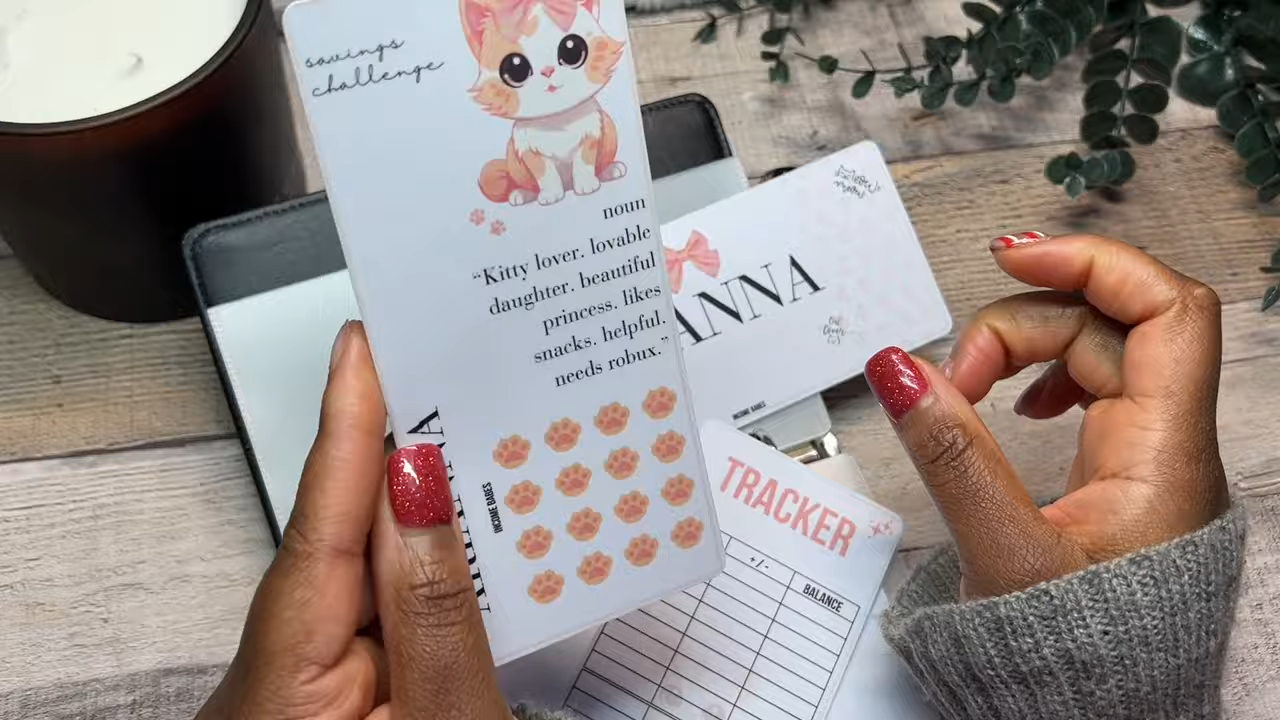 savings
challenge
noun
“Kitty lover. lovable
daughter. beautiful
princess. likes
snacks. helpful.
needs robux.”
INCOME BABES
ANNA
INCOME BABES
TRACKER
+/-
BALANCE